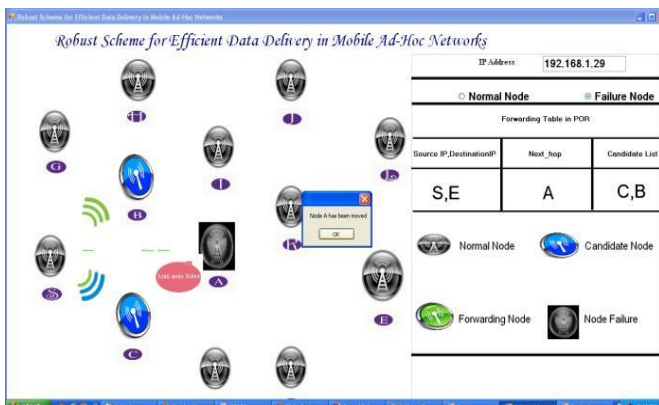 Robust Scheme for Efficient Data Delivery in Mobile Ad-Hoc Networks
Robust Scheme for Efficient Data Delivery in Mobile Ad-Hoc Networks
IP Address
192.168.1.29
Normal Node
Failure Node
Forwarding Table in POR
Source IP,DestinationIP
Next_hop
Candidate List
S,E
A
C,B
Normal Node
Candidate Node
Forwarding Node
Node Failure
H
J
G
I
L
B
Node A has been moved
OK
K
S
Link node failer
A
E
C